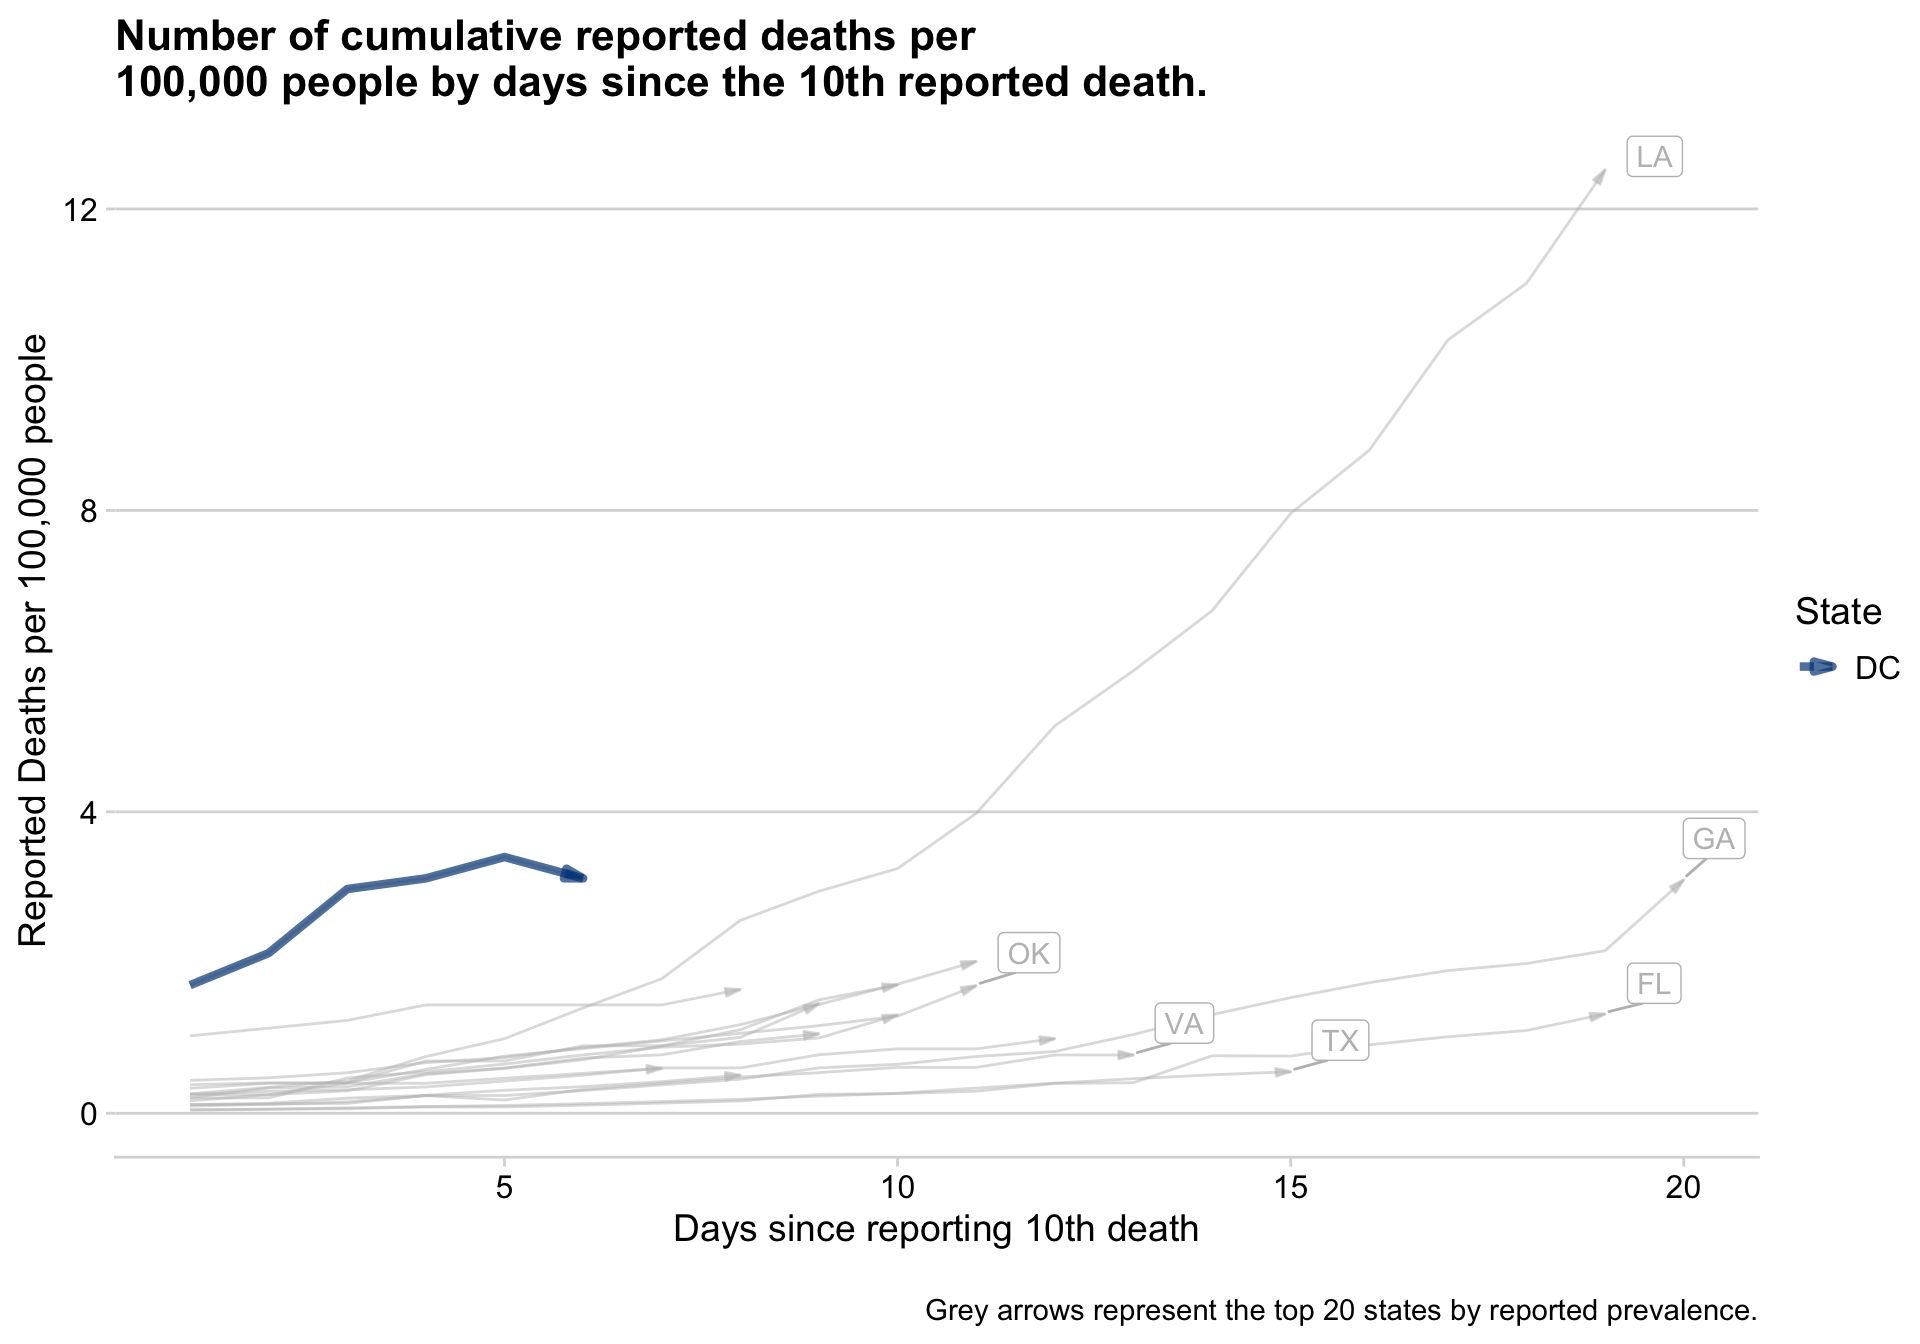 Number of cumulative reported deaths per
100,000 people by days since the 10th reported death.
Reported Deaths per 100,000 people
12
8
4
0
LA
GA
OK
FL
VA
TX
State
DC
5
10
15
20
Days since reporting 10th death
Grey arrows represent the top 20 states by reported prevalence.